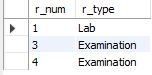 r_num r_type
1 Lab
3 Examination
4 Examination